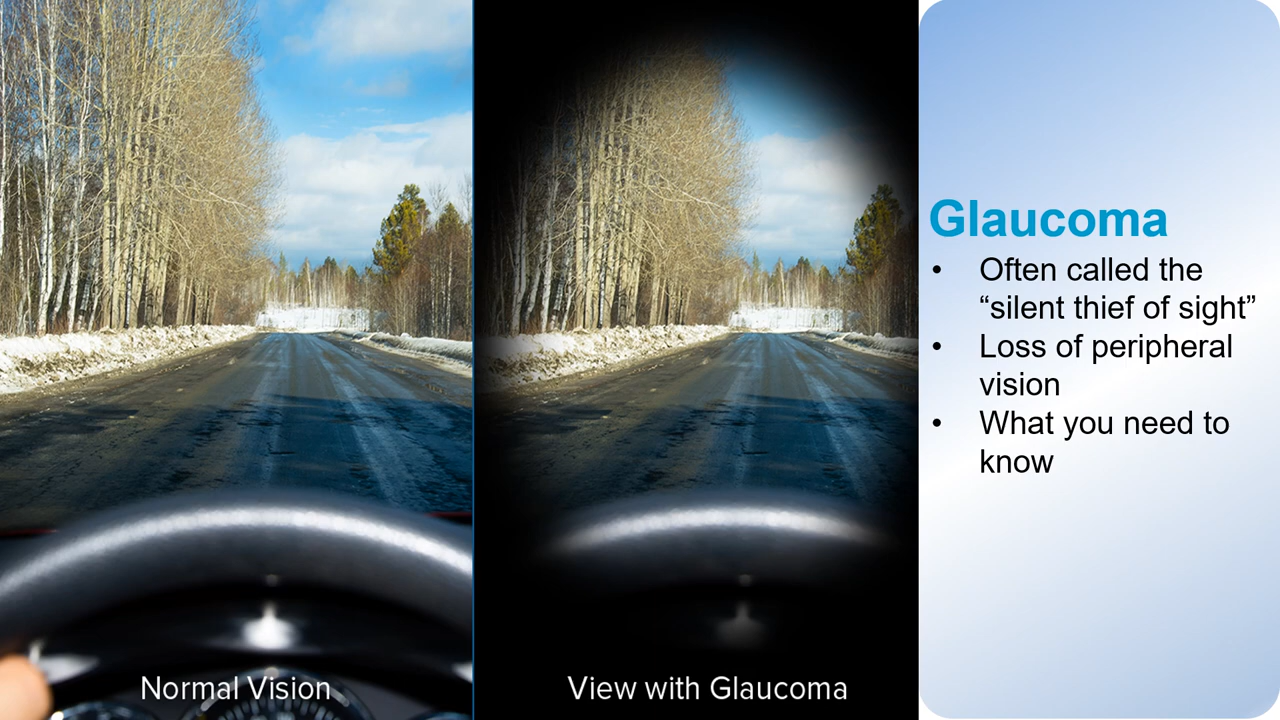 Normal Vision
View with Glaucoma
Glaucoma
• Often called the
“silent thief of sight”
• Loss of peripheral
vision
• What you need to
know